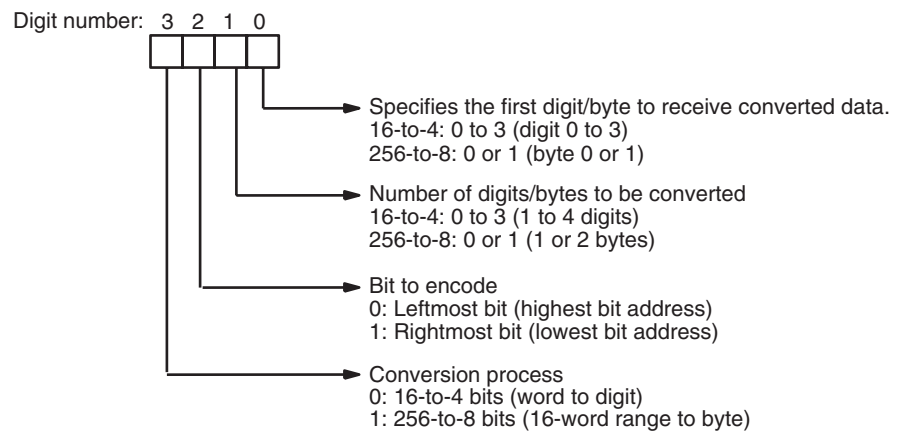 Digit number: 3 2 1 0
Specifies the first digit/byte to receive converted data.
16-to-4: 0 to 3 (digit 0 to 3)
256-to-8: 0 or 1 (byte 0 or 1)
Number of digits/bytes to be converted
16-to-4: 0 to 3 (1 to 4 digits)
256-to-8: 0 or 1 (1 or 2 bytes)
Bit to encode
0: Leftmost bit (highest bit address)
1: Rightmost bit (lowest bit address)
Conversion process
0: 16-to-4 bits (word to digit)
1: 256-to-8 bits (16-word range to byte)